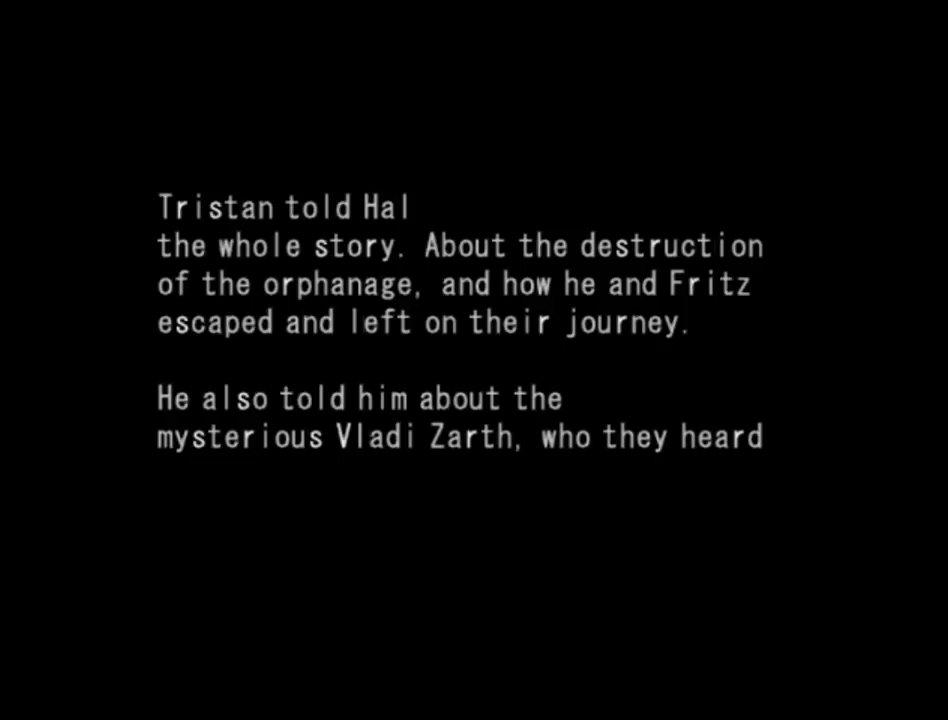 Tristan told Hal
the whole story. About the destruction
of the orphanage, and how he and Fritz
escaped and left on their journey.
He also told him about the
mysterious Vladi Zarth, who they heard